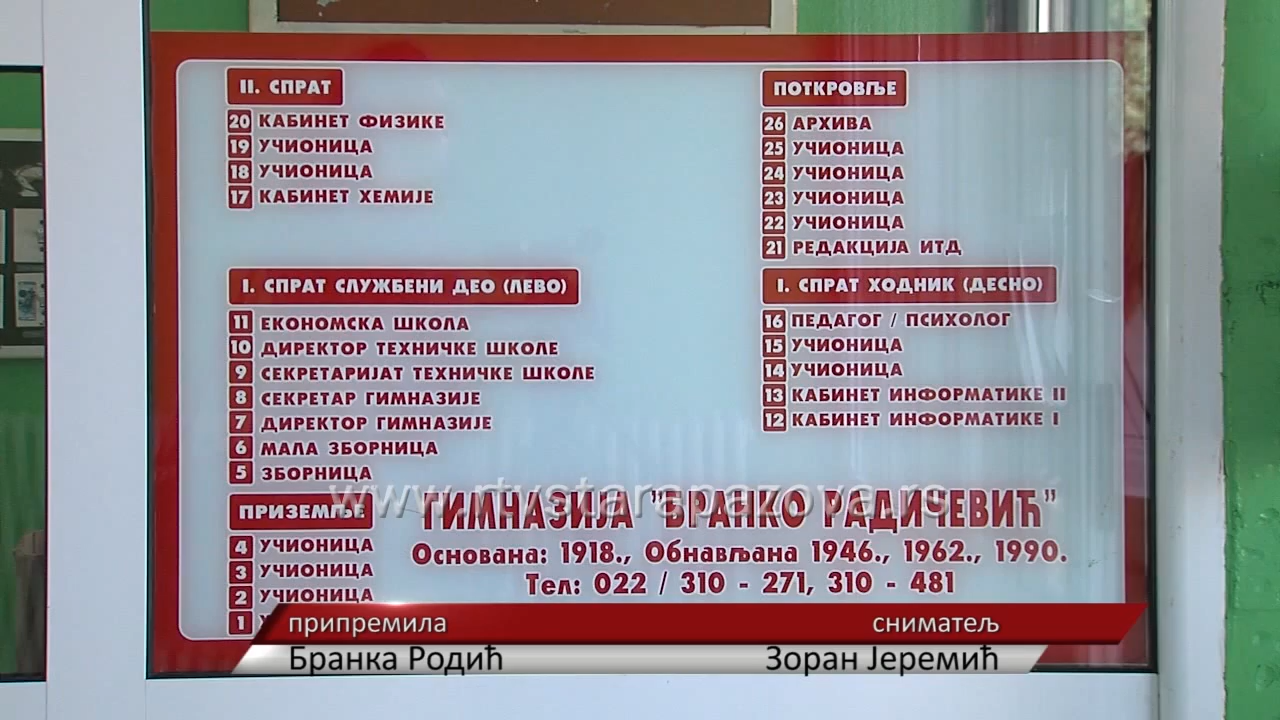 II. СПРАТ
20 КАБИНЕТ ФИЗИКЕ
19 УЧИОНИЦА
18 УЧИОНИЦА
17 КАБИНЕТ ХЕМИЈЕ
ПОТКРОВЉЕ
26 АРХИВА
25 УЧИОНИЦА
24 УЧИОНИЦА
23 УЧИОНИЦА
22 УЧИОНИЦА
21 РЕДАКЦИЈА ИТД
I. СПРАТ СЛУЖБЕНИ ДЕО (ЛЕВО)
11 ЕКОНОМСКА ШКОЛА
10 ДИРЕКТОР ТЕХНИЧКЕ ШКОЛЕ
9 СЕКРЕТАРИЈАТ ТЕХНИЧКЕ ШКОЛЕ
8 СЕКРЕТАР ГИМНАЗИЈЕ
7 ДИРЕКТОР ГИМНАЗИЈЕ
6 МАЛА ЗБОРНИЦА
5 ЗБОРНИЦА
I. СПРАТ ХОДНИК (ДЕСНО)
16 ПЕДАГОГ / ПСИХОЛОГ
15 УЧИОНИЦА
14 УЧИОНИЦА
13 КАБИНЕТ ИНФОРМАТИКЕ II
12 КАБИНЕТ ИНФОРМАТИКЕ I
ПРИЗЕМЉЕ
4 УЧИОНИЦА
3 УЧИОНИЦА
2 УЧИОНИЦА
1
www.rtvstarapazova.rs
ГИМНАЗИЈА "БРАНКО РАДИЧЕВИЋ"
Основана: 1918., Обнављана 1946., 1962., 1990.
Тел: 022 / 310 - 271, 310 - 481
припремила
Бранка Родић
сниматељ
Зоран Јеремић